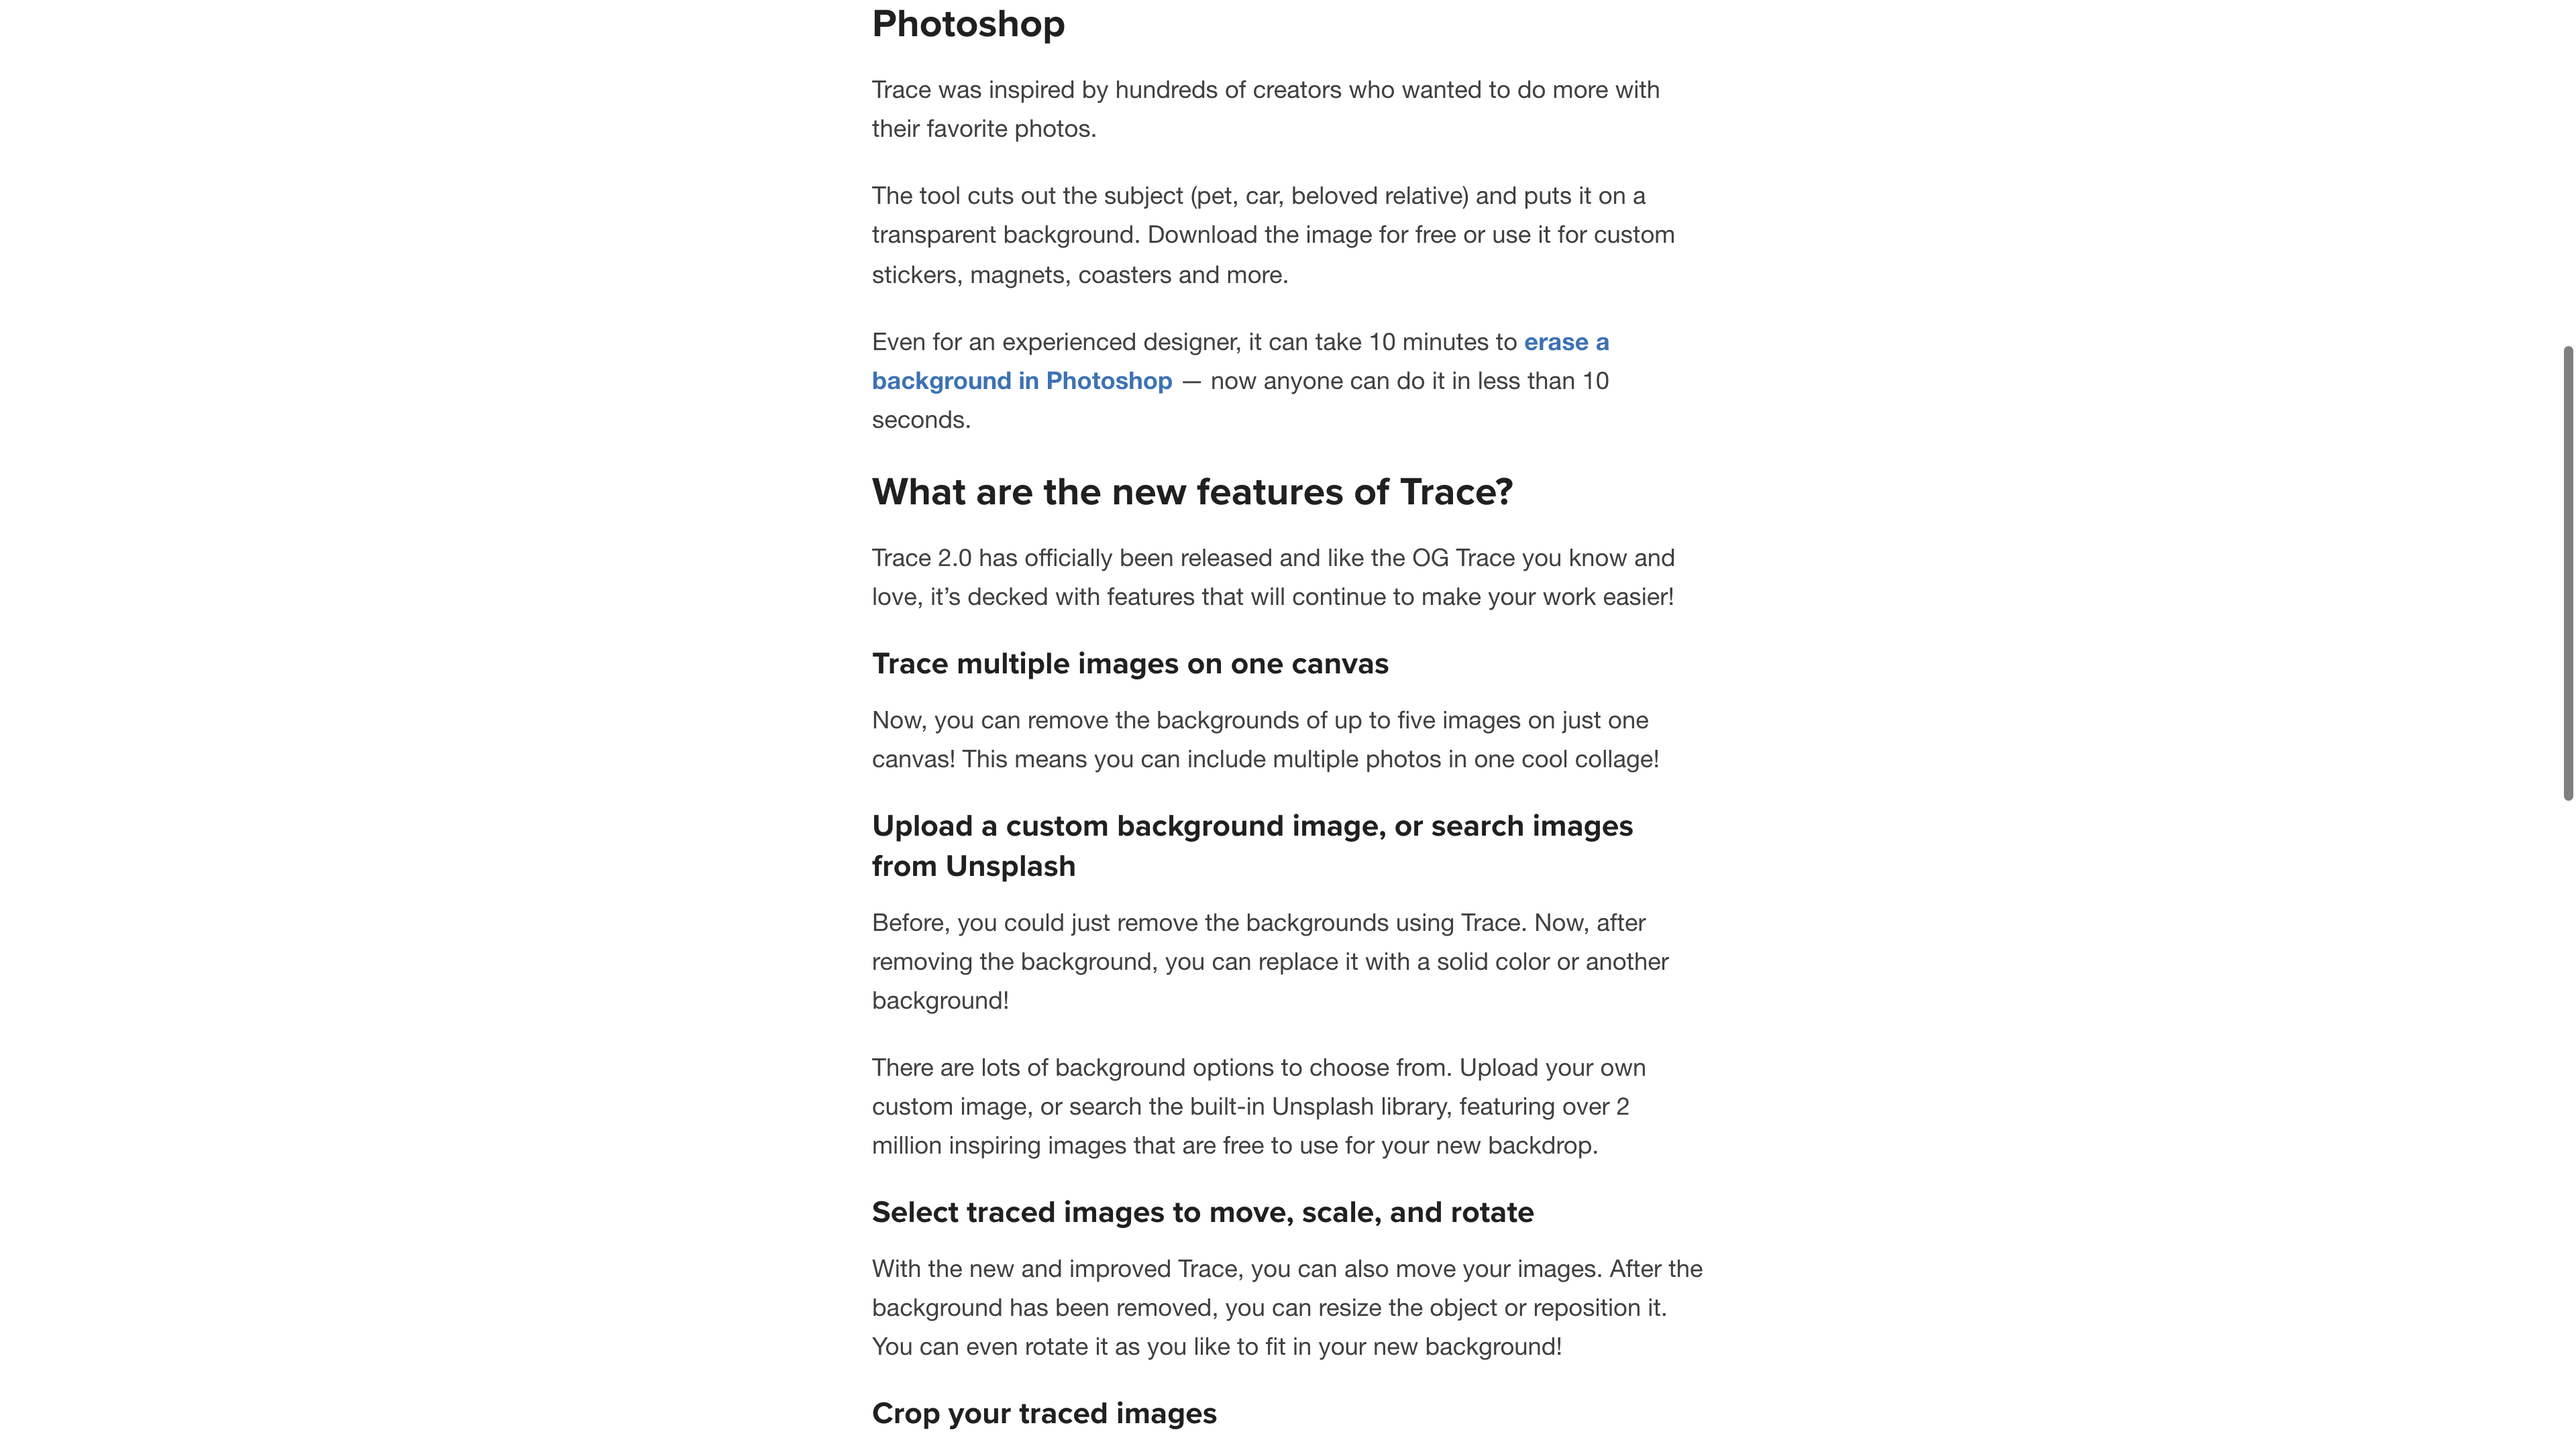 Photoshop
Trace was inspired by hundreds of creators who wanted to do more with
their favorite photos.
The tool cuts out the subject (pet, car, beloved relative) and puts it on a
transparent background. Download the image for free or use it for custom
stickers, magnets, coasters and more.
Even for an experienced designer, it can take 10 minutes to erase a
background in Photoshop — now anyone can do it in less than 10
seconds.
What are the new features of Trace?
Trace 2.0 has officially been released and like the OG Trace you know and
love, it’s decked with features that will continue to make your work easier!
Trace multiple images on one canvas
Now, you can remove the backgrounds of up to five images on just one
canvas! This means you can include multiple photos in one cool collage!
Upload a custom background image, or search images
from Unsplash
Before, you could just remove the backgrounds using Trace. Now, after
removing the background, you can replace it with a solid color or another
background!
There are lots of background options to choose from. Upload your own
custom image, or search the built-in Unsplash library, featuring over 2
million inspiring images that are free to use for your new backdrop.
Select traced images to move, scale, and rotate
With the new and improved Trace, you can also move your images. After the
background has been removed, you can resize the object or reposition it.
You can even rotate it as you like to fit in your new background!
Crop your traced images